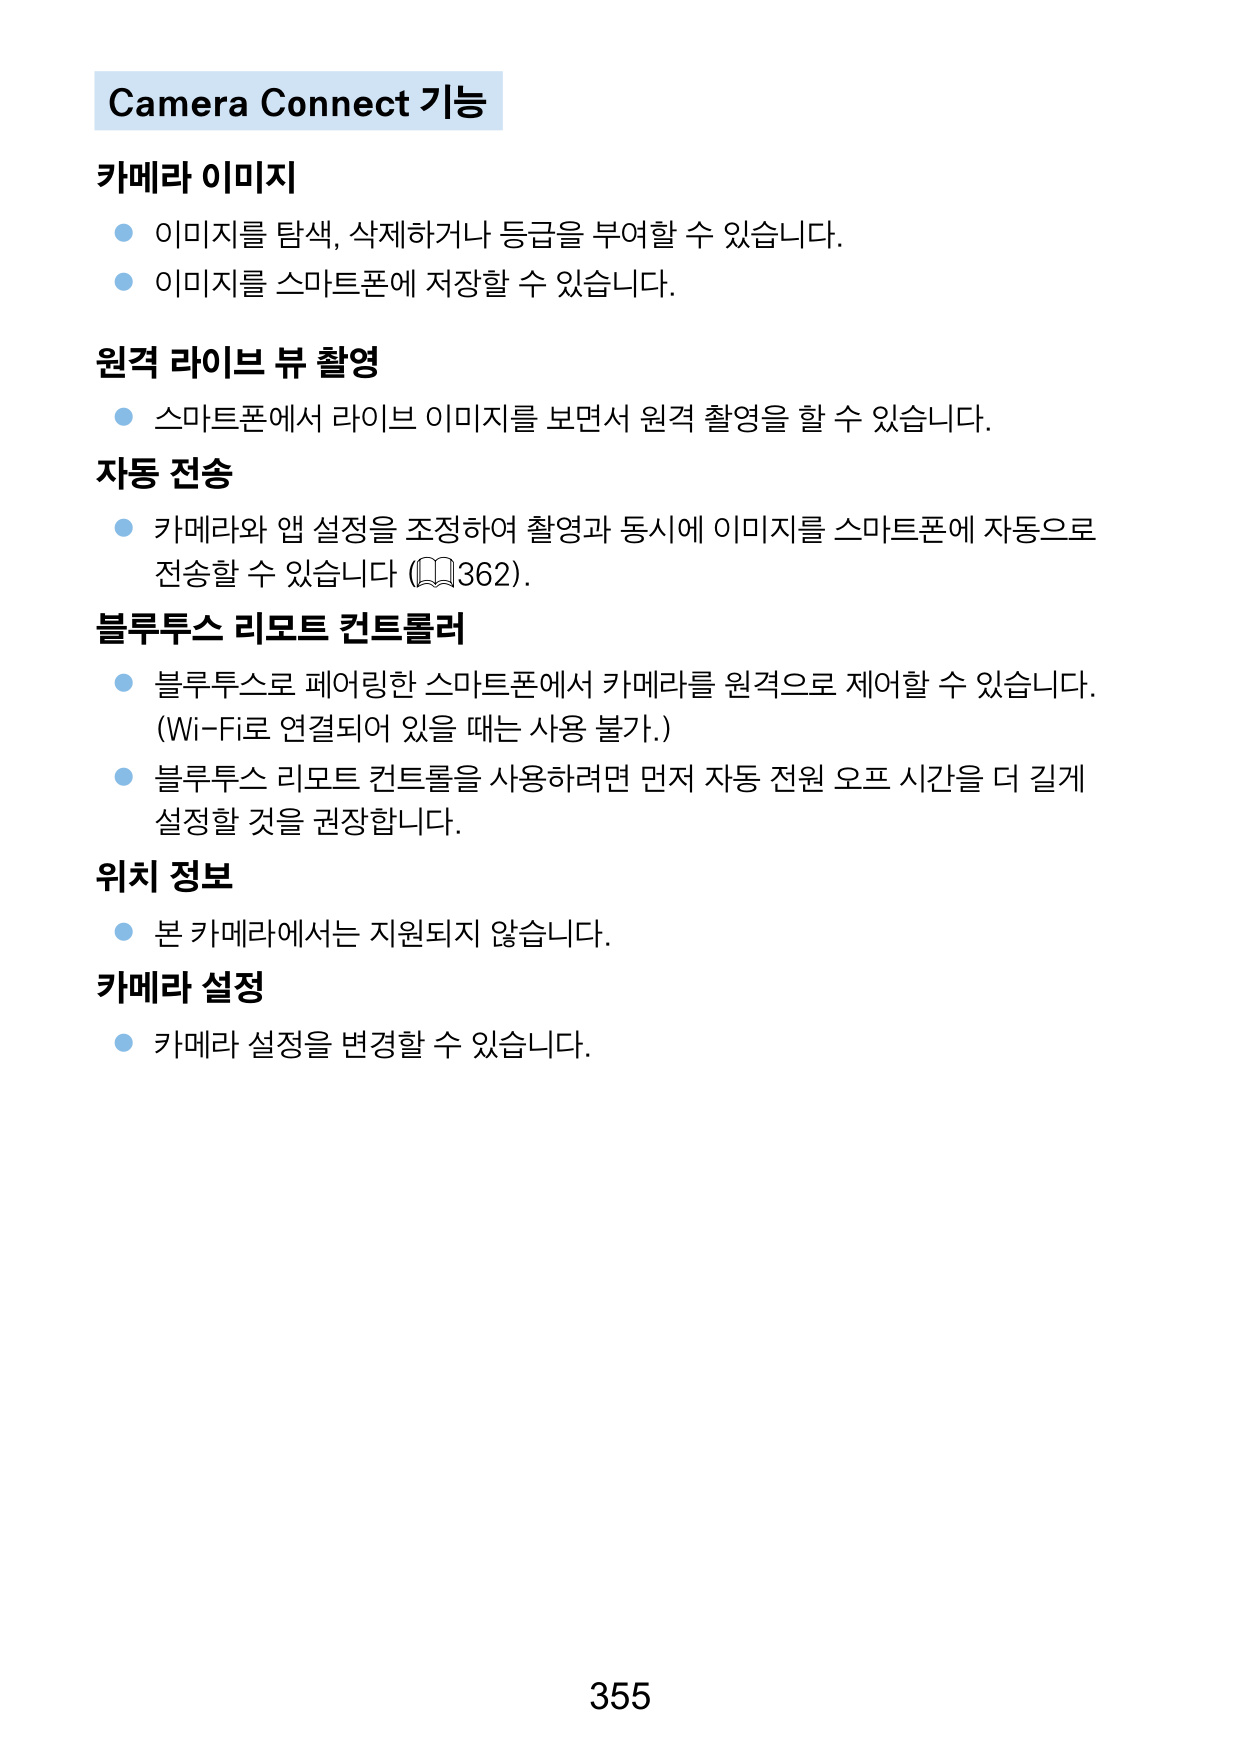 Camera Connect 기능
카메라 이미지
● 이미지를 탐색, 삭제하거나 등급을 부여할 수 있습니다.
● 이미지를 스마트폰에 저장할 수 있습니다.
원격 라이브 뷰 촬영
● 스마트폰에서 라이브 이미지를 보면서 원격 촬영을 할 수 있습니다.
자동 전송
● 카메라와 앱 설정을 조정하여 촬영과 동시에 이미지를 스마트폰에 자동으로
전송할 수 있습니다 (🕮362).
블루투스 리모트 컨트롤러
● 블루투스로 페어링한 스마트폰에서 카메라를 원격으로 제어할 수 있습니다.
(Wi-Fi로 연결되어 있을 때는 사용 불가.)
● 블루투스 리모트 컨트롤을 사용하려면 먼저 자동 전원 오프 시간을 더 길게
설정할 것을 권장합니다.
위치 정보
● 본 카메라에서는 지원되지 않습니다.
카메라 설정
● 카메라 설정을 변경할 수 있습니다.
355